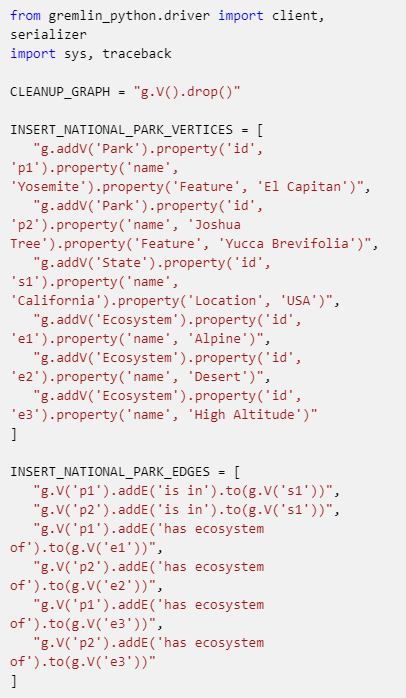 from gremlin_python.driver import client,
serializer
import sys, traceback

CLEANUP_GRAPH = "g.V().drop()"

INSERT_NATIONAL_PARK_VERTICES = [
   "g.addV('Park').property('id',
'p1').property('name',
'Yosemite').property('Feature', 'El Capitan')",
   "g.addV('Park').property('id',
'p2').property('name', 'Joshua
Tree').property('Feature', 'Yucca Brevifolia')",
   "g.addV('State').property('id',
's1').property('name',
'California').property('Location', 'USA')",
   "g.addV('Ecosystem').property('id',
'e1').property('name', 'Alpine')",
   "g.addV('Ecosystem').property('id',
'e2').property('name', 'Desert')",
   "g.addV('Ecosystem').property('id',
'e3').property('name', 'High Altitude')"
]

INSERT_NATIONAL_PARK_EDGES = [
   "g.V('p1').addE('is in').to(g.V('s1'))",
   "g.V('p2').addE('is in').to(g.V('s1'))",
   "g.V('p1').addE('has ecosystem
of').to(g.V('e1'))",
   "g.V('p2').addE('has ecosystem
of').to(g.V('e2'))",
   "g.V('p1').addE('has ecosystem
of').to(g.V('e3'))",
   "g.V('p2').addE('has ecosystem
of').to(g.V('e3'))"
]